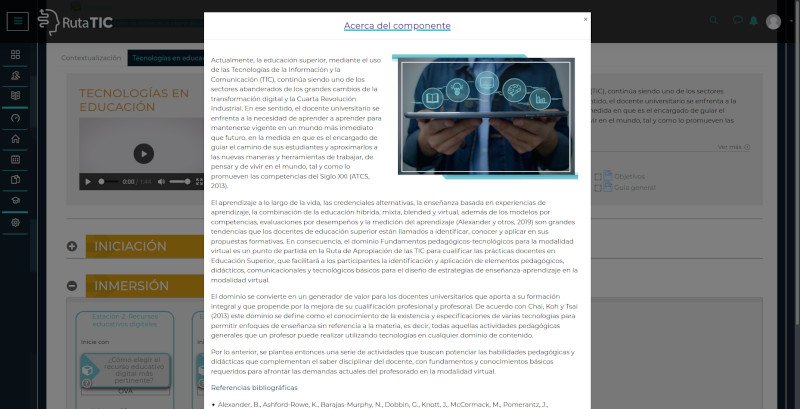 Acerca del componente
×
RutaTIC
Contextualización
Tecnologías en educac
TECNOLOGÍAS EN
EDUCACIÓN
0:00 / 1:44
Actualmente, la educación superior, mediante el uso
de las Tecnologías de la Información y la
Comunicación (TIC), continúa siendo uno de los
sectores abanderados de los grandes cambios de la
transformación digital y la Cuarta Revolución
Industrial. En ese sentido, el docente universitario se
enfrenta a la necesidad de aprender a aprender para
mantenerse vigente en un mundo más inmediato
que futuro, en la medida en que es el encargado de
guiar el camino de sus estudiantes y aproximarlos a
las nuevas maneras y herramientas de trabajar, de
pensar y de vivir en el mundo, tal y como lo
promueven las competencias del Siglo XXI (ATCS,
2013).
El aprendizaje a lo largo de la vida, las credenciales alternativas, la enseñanza basada en experiencias de
aprendizaje, la combinación de la educación híbrida, mixta, blended y virtual, además de los modelos por
competencias, evaluaciones por desempeños y la medición del aprendizaje (Alexander y otros, 2019) son grandes
tendencias que los docentes de educación superior están llamados a identificar, conocer y aplicar en sus
propuestas formativas. En consecuencia, el dominio Fundamentos pedagógicos-tecnológicos para la modalidad
virtual es un punto de partida en la Ruta de Apropiación de las TIC para cualificar las prácticas docentes en
Educación Superior, que facilitará a los participantes la identificación y aplicación de elementos pedagógicos,
didácticos, comunicacionales y tecnológicos básicos para el diseño de estrategias de enseñanza-aprendizaje en la
modalidad virtual.
El dominio se convierte en un generador de valor para los docentes universitarios que aporta a su formación
integral y que propende por la mejora de su cualificación profesional y profesoral. De acuerdo con Chai, Koh y Tsai
(2013) este dominio se define como el conocimiento de la existencia y especificaciones de varias tecnologías para
permitir enfoques de enseñanza sin referencia a la materia, es decir, todas aquellas actividades pedagógicas
generales que un profesor puede realizar utilizando tecnologías en cualquier dominio de contenido.
Por lo anterior, se plantea entonces una serie de actividades que buscan potenciar las habilidades pedagógicas y
didácticas que complementan el saber disciplinar del docente, con fundamentos y conocimientos básicos
requeridos para afrontar las demandas actuales del profesorado en la modalidad virtual.
Referencias bibliográficas
• Alexander, B., Ashford-Rowe, K., Barajas-Murphy, N., Dobbin, G., Knott, J., McCormack, M., Pomerantz, J.,
(TIC), continúa siendo uno de los sectores
el docente universitario se enfrenta a la
en que es el encargado de guiar el
en el mundo, tal y como lo promueven las
Ver más
Objetivos
Guía general
INICIACIÓN
INMERSIÓN
Estación 2. Recursos
educativos digitales
Inicie con
¿Cómo elegir el
recurso educativo
digital más
pertinente?
OVA